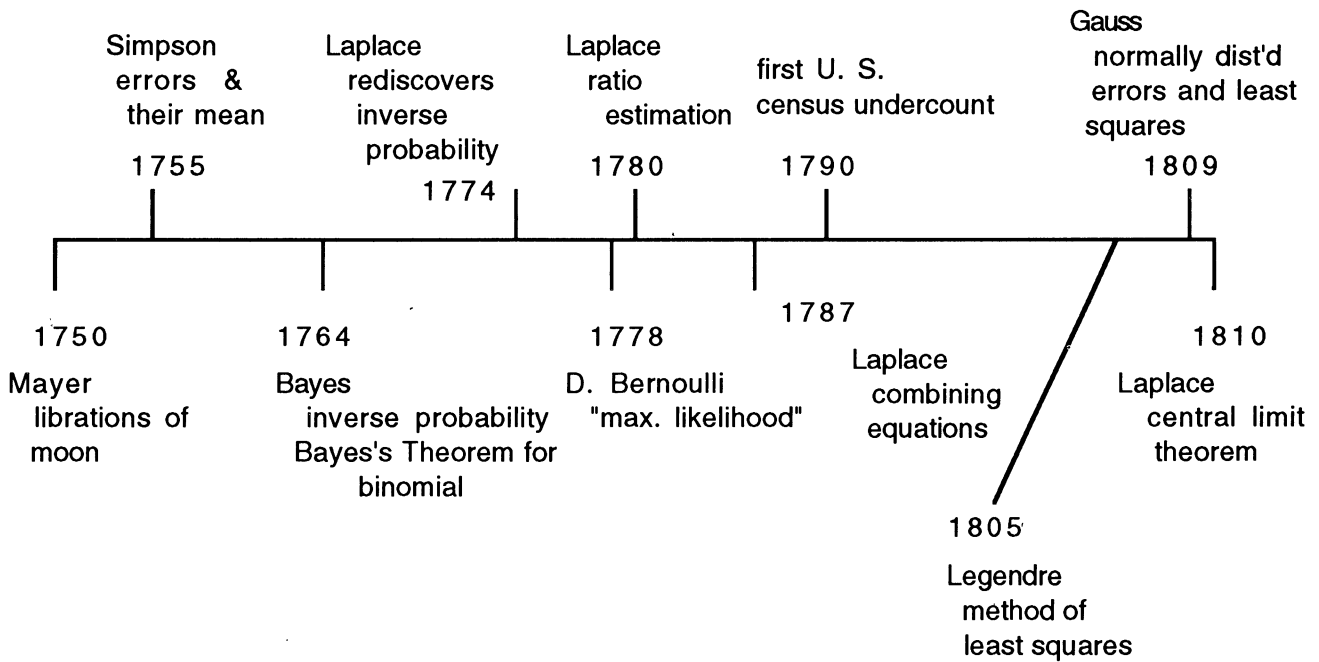 Simpson
errors &
their mean
1755
Laplace
rediscovers
inverse
probability
1774
Laplace
ratio
estimation
1780
first U. S.
census undercount
1790
Gauss
normally dist'd
errors and least
squares
1809
1750
Mayer
librations of
moon
1764
Bayes
inverse probability
Bayes's Theorem for
binomial
1778
D. Bernoulli
"max. likelihood"
1787
Laplace
combining
equations
1805
Legendre
method of
least squares
1810
Laplace
central limit
theorem